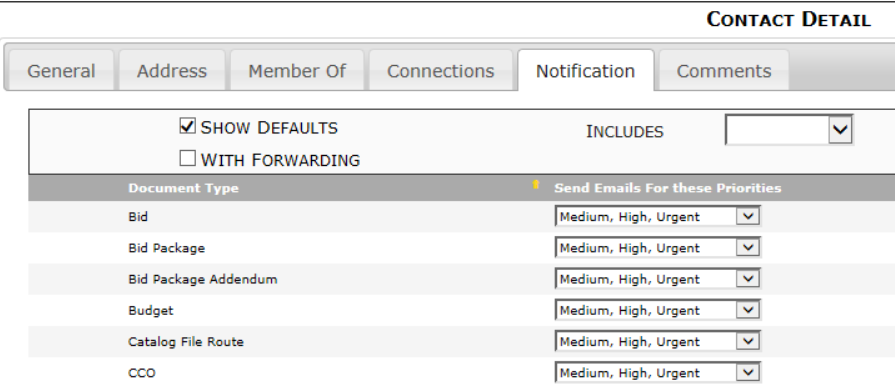 CONTACT DETAIL
General Address Member Of Connections Notification Comments
SHOW DEFAULTS INCLUDES
WITH FORWARDING
Document Type Send Emails For these Priorities
Bid Medium, High, Urgent
Bid Package Medium, High, Urgent
Bid Package Addendum Medium, High, Urgent
Budget Medium, High, Urgent
Catalog File Route Medium, High, Urgent
CCO Medium, High, Urgent